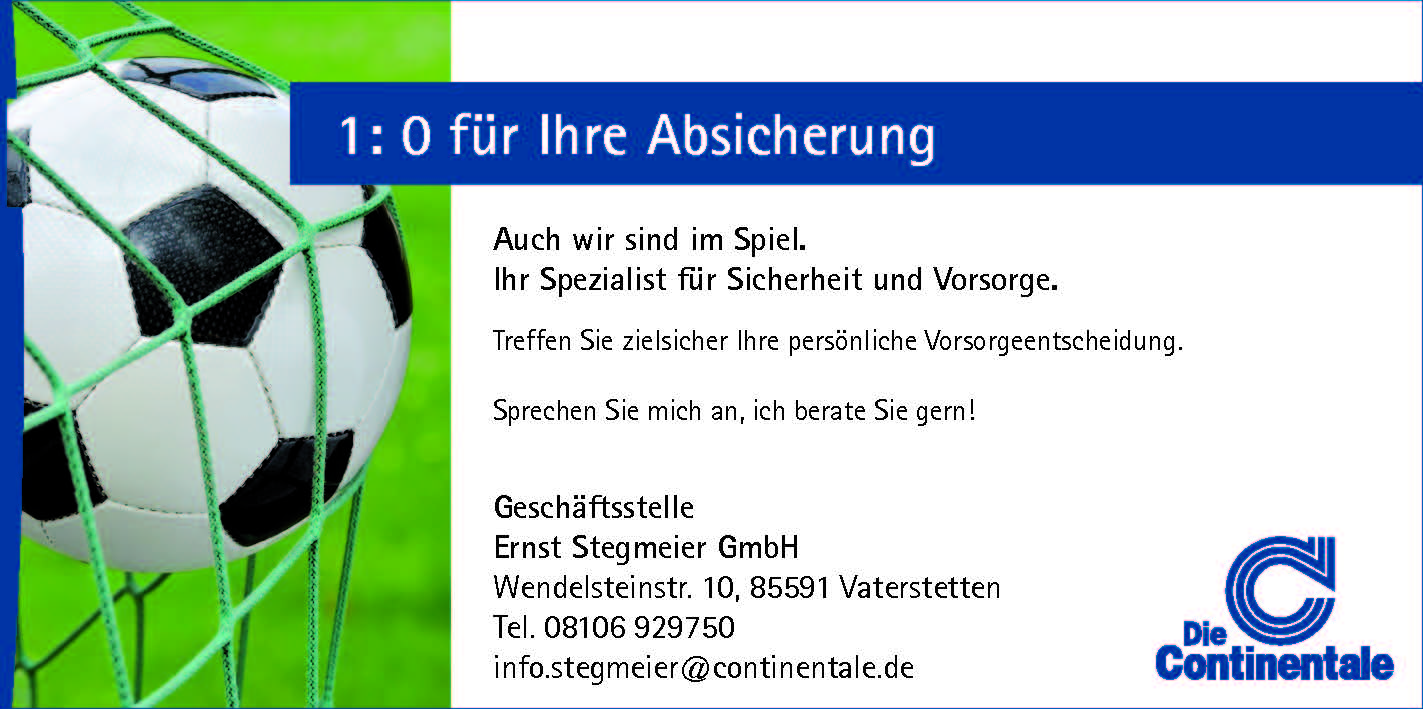 1: 0 für Ihre Absicherung
Auch wir sind im Spiel.
Ihr Spezialist für Sicherheit und Vorsorge.
Treffen Sie zielsicher Ihre persönliche Vorsorgeentscheidung.
Sprechen Sie mich an, ich berate Sie gern!
Geschäftsstelle
Ernst Stegmeier GmbH
Wendelsteinstr. 10, 85591 Vaterstetten
Tel. 08106 929750
info.stegmeier@continentale.de
Die
Continentale